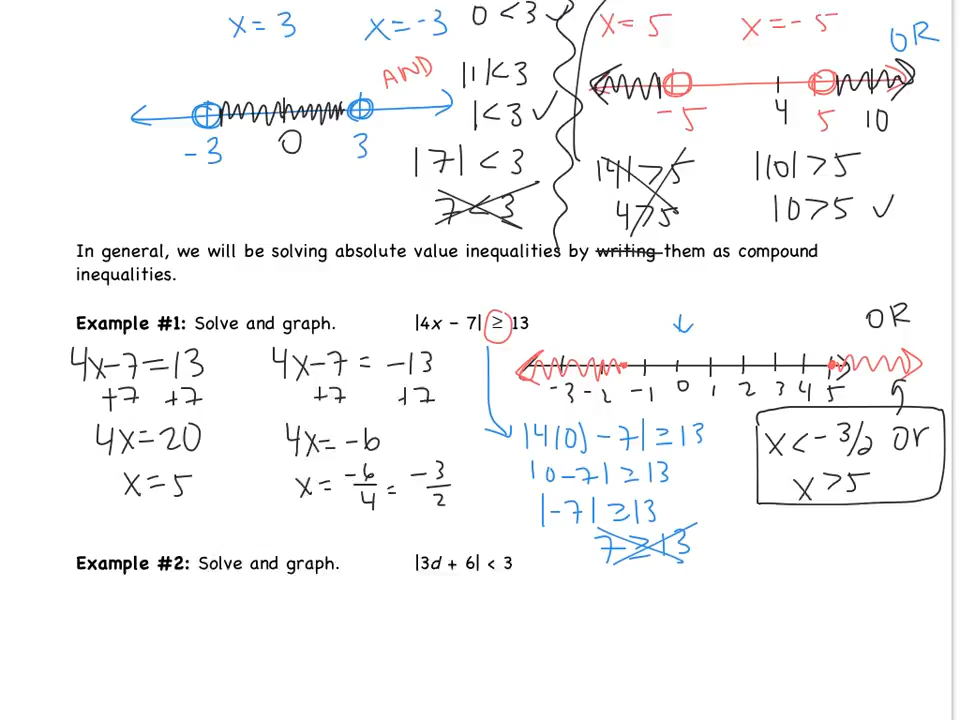 x = 3 x = -3 0 < 3 ✓ x = 5 x = -5 OR
AND |1| < 3
1 < 3 ✓
-3 0 3 -5 4 5 10
|7| < 3 |4| > 5 |10| > 5
7 < 3 4 > 5 10 > 5 ✓
In general, we will be solving absolute value inequalities by writing them as compound
inequalities.
Example #1: Solve and graph. |4x - 7| ≥ 13 OR
4x-7 = 13 4x-7 = -13
+7 +7 +7 +7 -3 -2 -1 0 1 2 3 4 5
4x = 20 4x = -6 |4(0) - 7| ≥ 13 x < -3/2 or
x = 5 x = -6/4 = -3/2 |0 - 7| ≥ 13 x > 5
|-7| ≥ 13
7 ≥ 13
Example #2: Solve and graph. |3d + 6| < 3